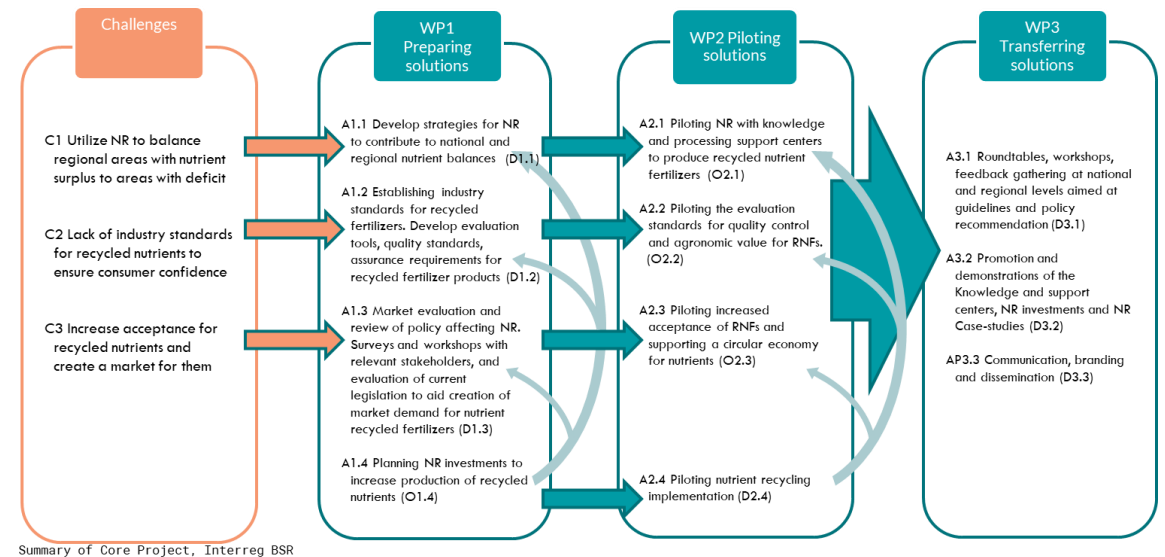 Challenges
C1 Utilize NR to balance
regional areas with nutrient
surplus to areas with deficit
C2 Lack of industry standards
for recycled nutrients to
ensure consumer confidence
C3 Increase acceptance for
recycled nutrients and
create a market for them
WP1
Preparing
solutions
A1.1 Develop strategies for NR
to contribute to national and
regional nutrient balances (D1.1)
A1.2 Establishing industry
standards for recycled
fertilizers. Develop evaluation
tools, quality standards,
assurance requirements for
recycled fertilizer products (D1.2)
A1.3 Market evaluation and
review of policy affecting NR.
Surveys and workshops with
relevant stakeholders, and
evaluation of current
legislation to aid creation of
market demand for nutrient
recycled fertilizers (D1.3)
A1.4 Planning NR investments to
increase production of recycled
nutrients (O1.4)
WP2 Piloting
solutions
A2.1 Piloting NR with knowledge
and processing support centers
to produce recycled nutrient
fertilizers (O2.1)
A2.2 Piloting the evaluation
standards for quality control
and agronomic value for RNFs.
(O2.2)
A2.3 Piloting increased
acceptance of RNFs and
supporting a circular economy
for nutrients (O2.3)
A2.4 Piloting nutrient recycling
implementation (D2.4)
WP3
Transferring
solutions
A3.1 Roundtables, workshops,
feedback gathering at national
and regional levels aimed at
guidelines and policy
recommendation (D3.1)
A3.2 Promotion and
demonstrations of the
Knowledge and support
centers, NR investments and NR
Case-studies (D3.2)
AP3.3 Communication, branding
and dissemination (D3.3)
Summary of Core Project, Interreg BSR